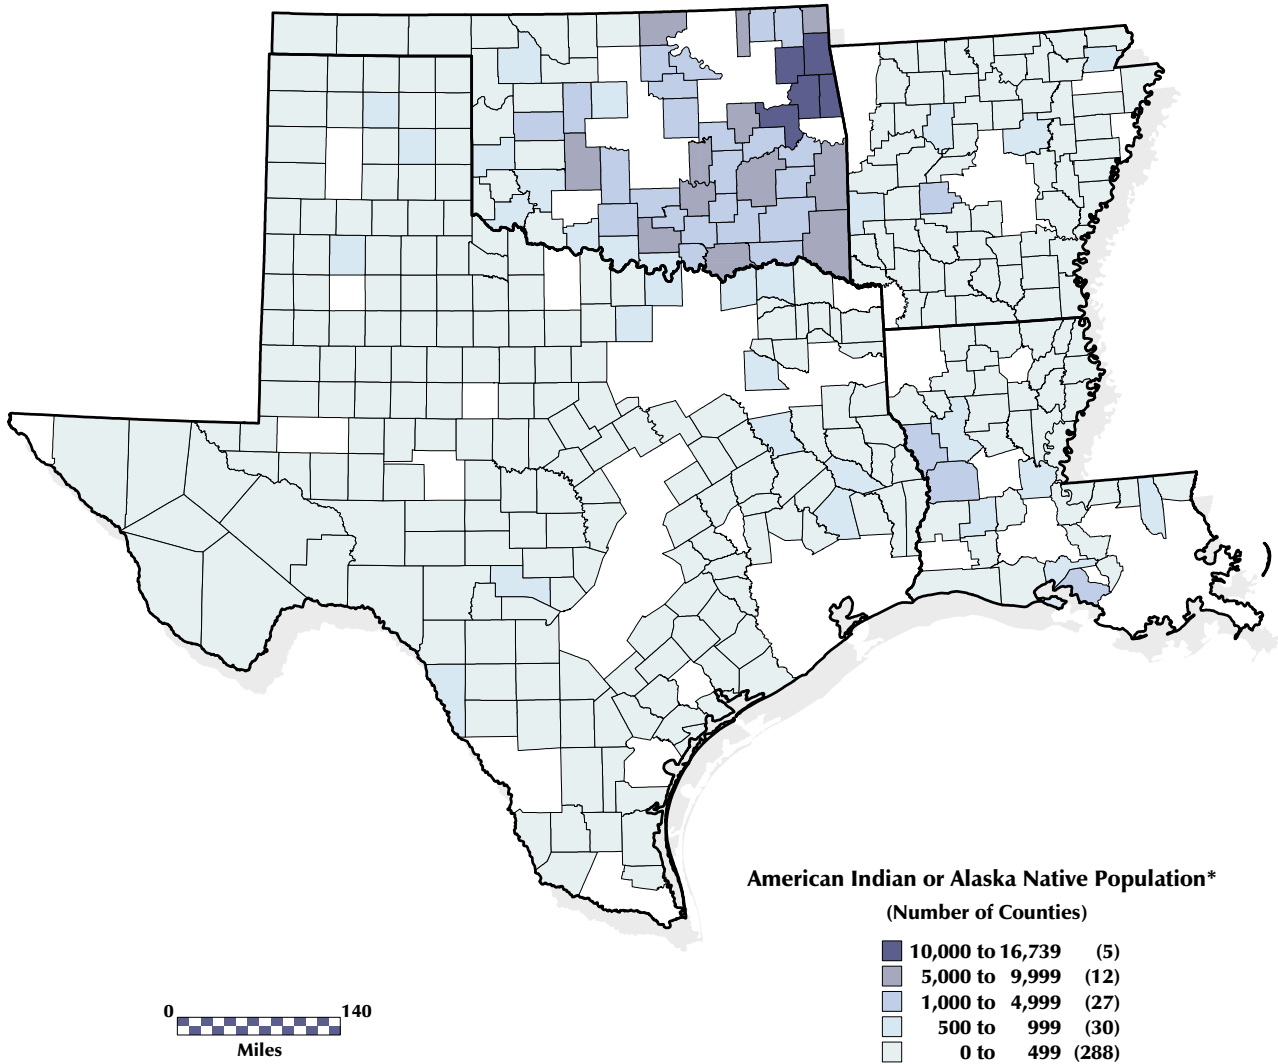 American Indian or Alaska Native Population*
(Number of Counties)
10,000 to 16,739 (5)
5,000 to 9,999 (12)
1,000 to 4,999 (27)
500 to 999 (30)
0 to 499 (288)
0 140
Miles